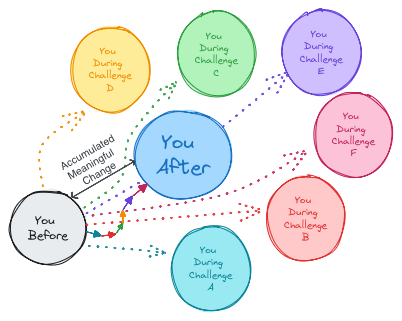 You
During
Challenge
D
You
During
Challenge
C
You
During
Challenge
E
You
During
Challenge
F
Accumulated
Meaningful
Change
You
After
You
Before
You
During
Challenge
B
You
During
Challenge
A